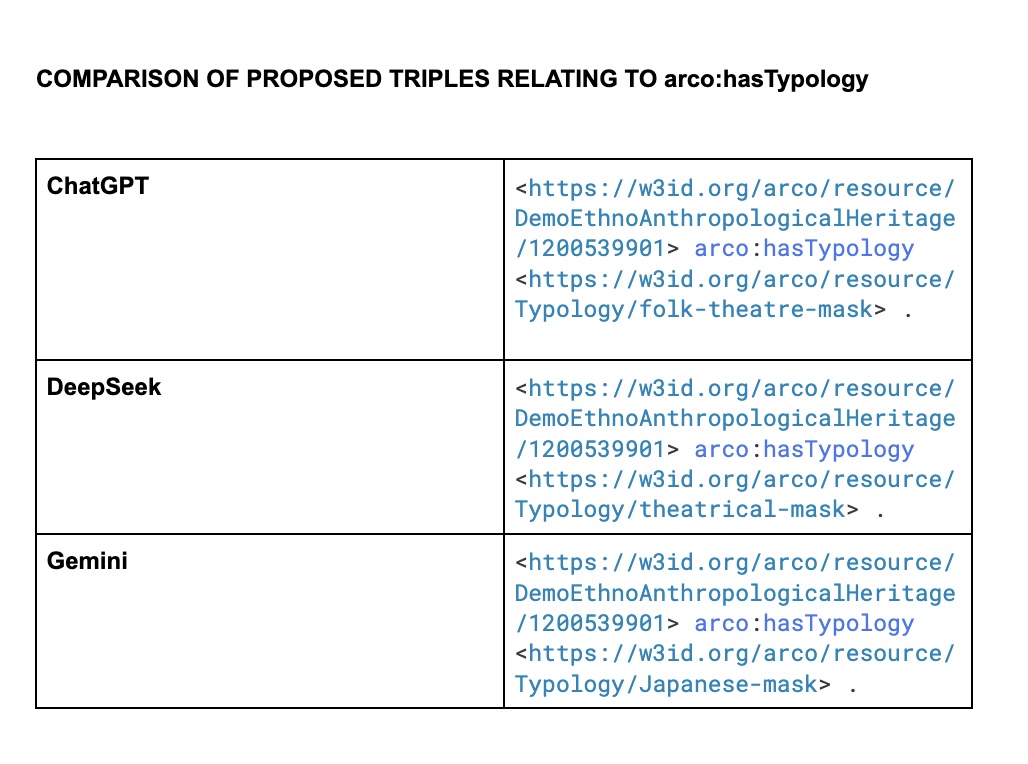 COMPARISON OF PROPOSED TRIPLES RELATING TO arco:hasTypology
ChatGPT
<https://w3id.org/arco/resource/
DemoEthnoAnthropologicalHeritage
/1200539901> arco:hasTypology
<https://w3id.org/arco/resource/
Typology/folk-theatre-mask> .
DeepSeek
<https://w3id.org/arco/resource/
DemoEthnoAnthropologicalHeritage
/1200539901> arco:hasTypology
<https://w3id.org/arco/resource/
Typology/theatrical-mask> .
Gemini
<https://w3id.org/arco/resource/
DemoEthnoAnthropologicalHeritage
/1200539901> arco:hasTypology
<https://w3id.org/arco/resource/
Typology/Japanese-mask> .